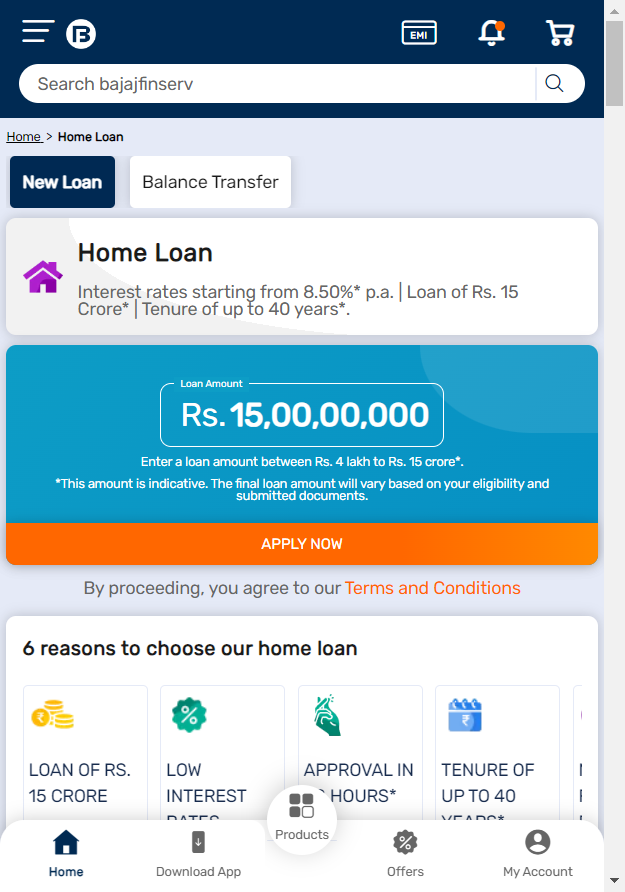 EMI
Search bajajfinserv
Home > Home Loan
New Loan
Balance Transfer
Home Loan
Interest rates starting from 8.50%* p.a. | Loan of Rs. 15
Crore* | Tenure of up to 40 years*.
Loan Amount
Rs. 15,00,00,000
Enter a loan amount between Rs. 4 lakh to Rs. 15 crore*.
*This amount is indicative. The final loan amount will vary based on your eligibility and
submitted documents.
APPLY NOW
By proceeding, you agree to our Terms and Conditions
6 reasons to choose our home loan
LOAN OF RS.
15 CRORE
LOW
INTEREST
RATES
APPROVAL IN
HOURS*
TENURE OF
UP TO 40
YEARS*
Home
Download App
Products
Offers
My Account